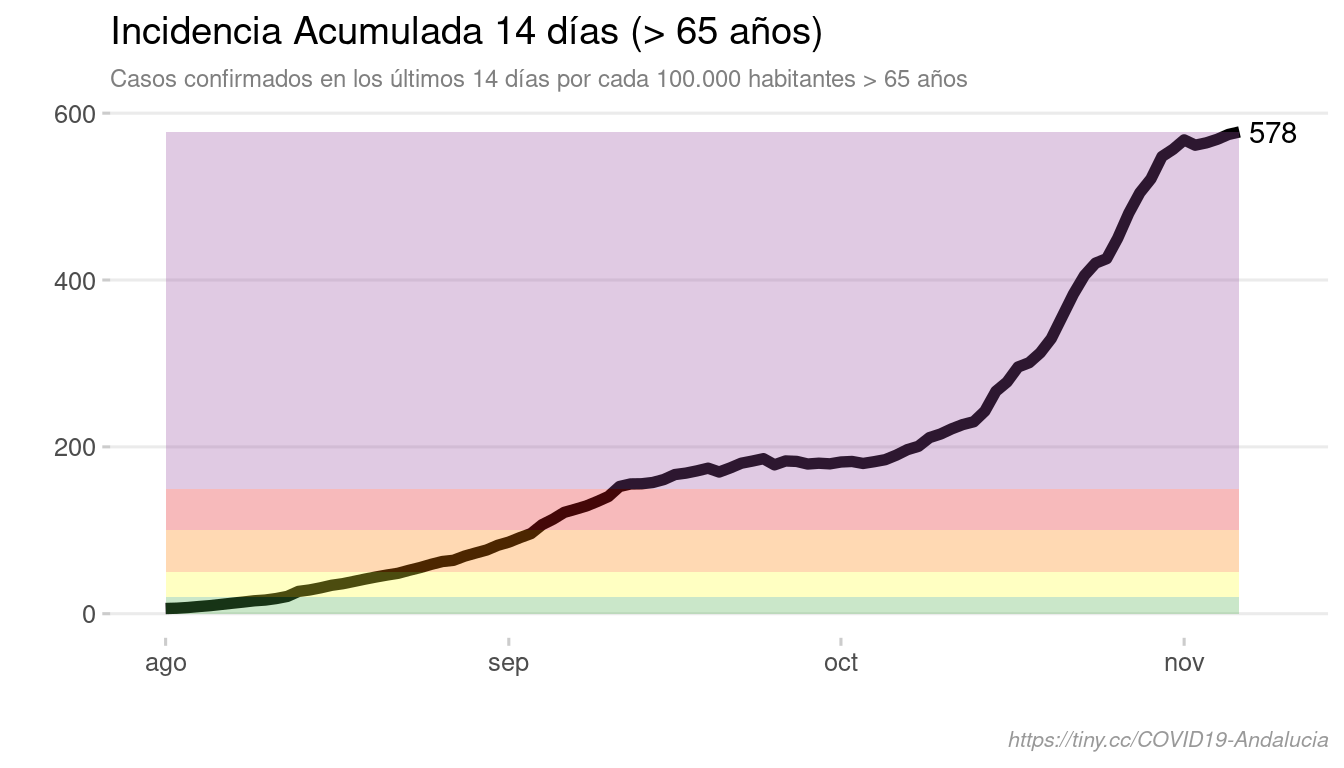 Incidencia Acumulada 14 días (> 65 años)
Casos confirmados en los últimos 14 días por cada 100.000 habitantes > 65 años
600
578
400
200
0
ago sep oct nov
https://tiny.cc/COVID19-Andalucia